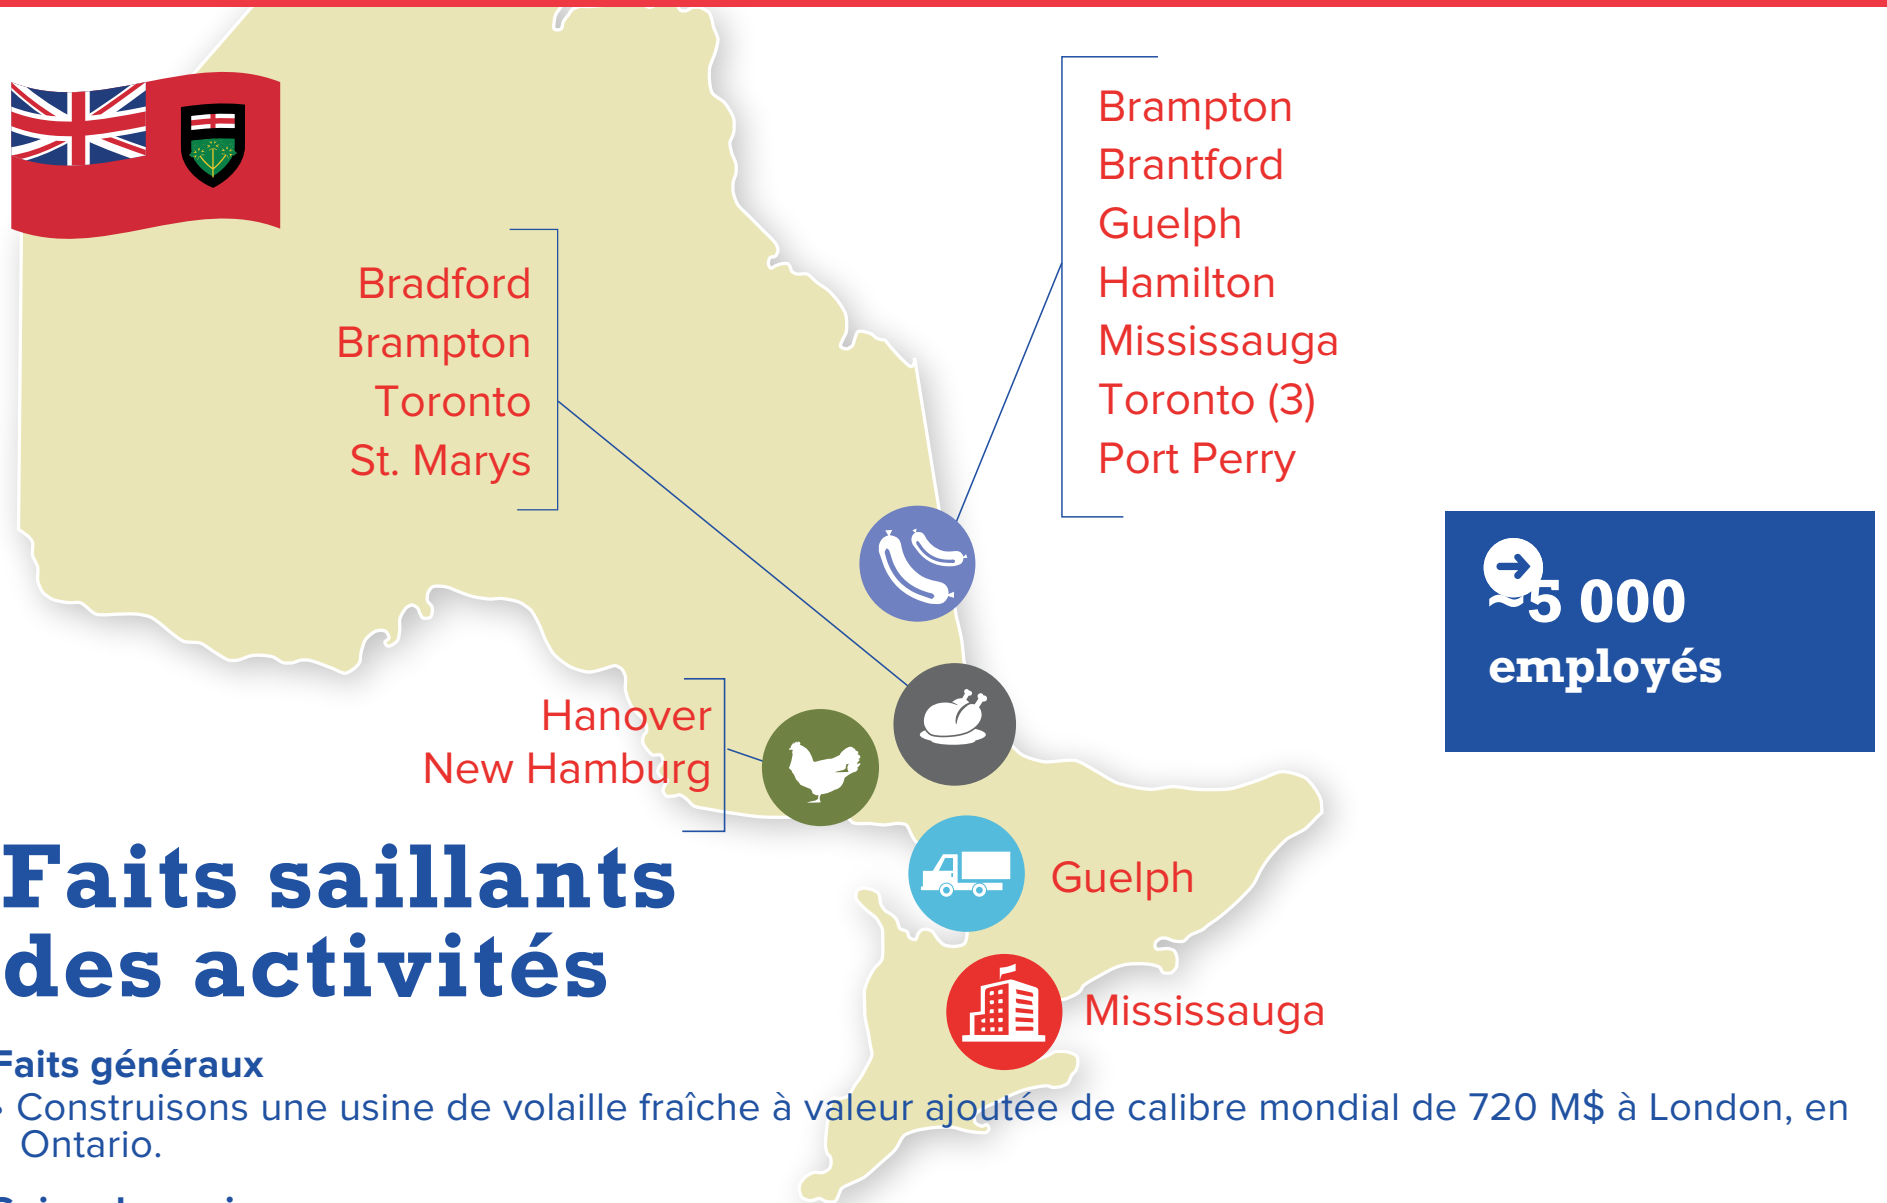 Brampton
Brantford
Guelph
Hamilton
Mississauga
Toronto (3)
Port Perry
Bradford
Brampton
Toronto
St. Marys
≈5 000
employés
Hanover
New Hamburg
Guelph
Mississauga
Faits saillants
des activités
Faits généraux
• Construisons une usine de volaille fraîche à valeur ajoutée de calibre mondial de 720 M$ à London, en
Ontario.